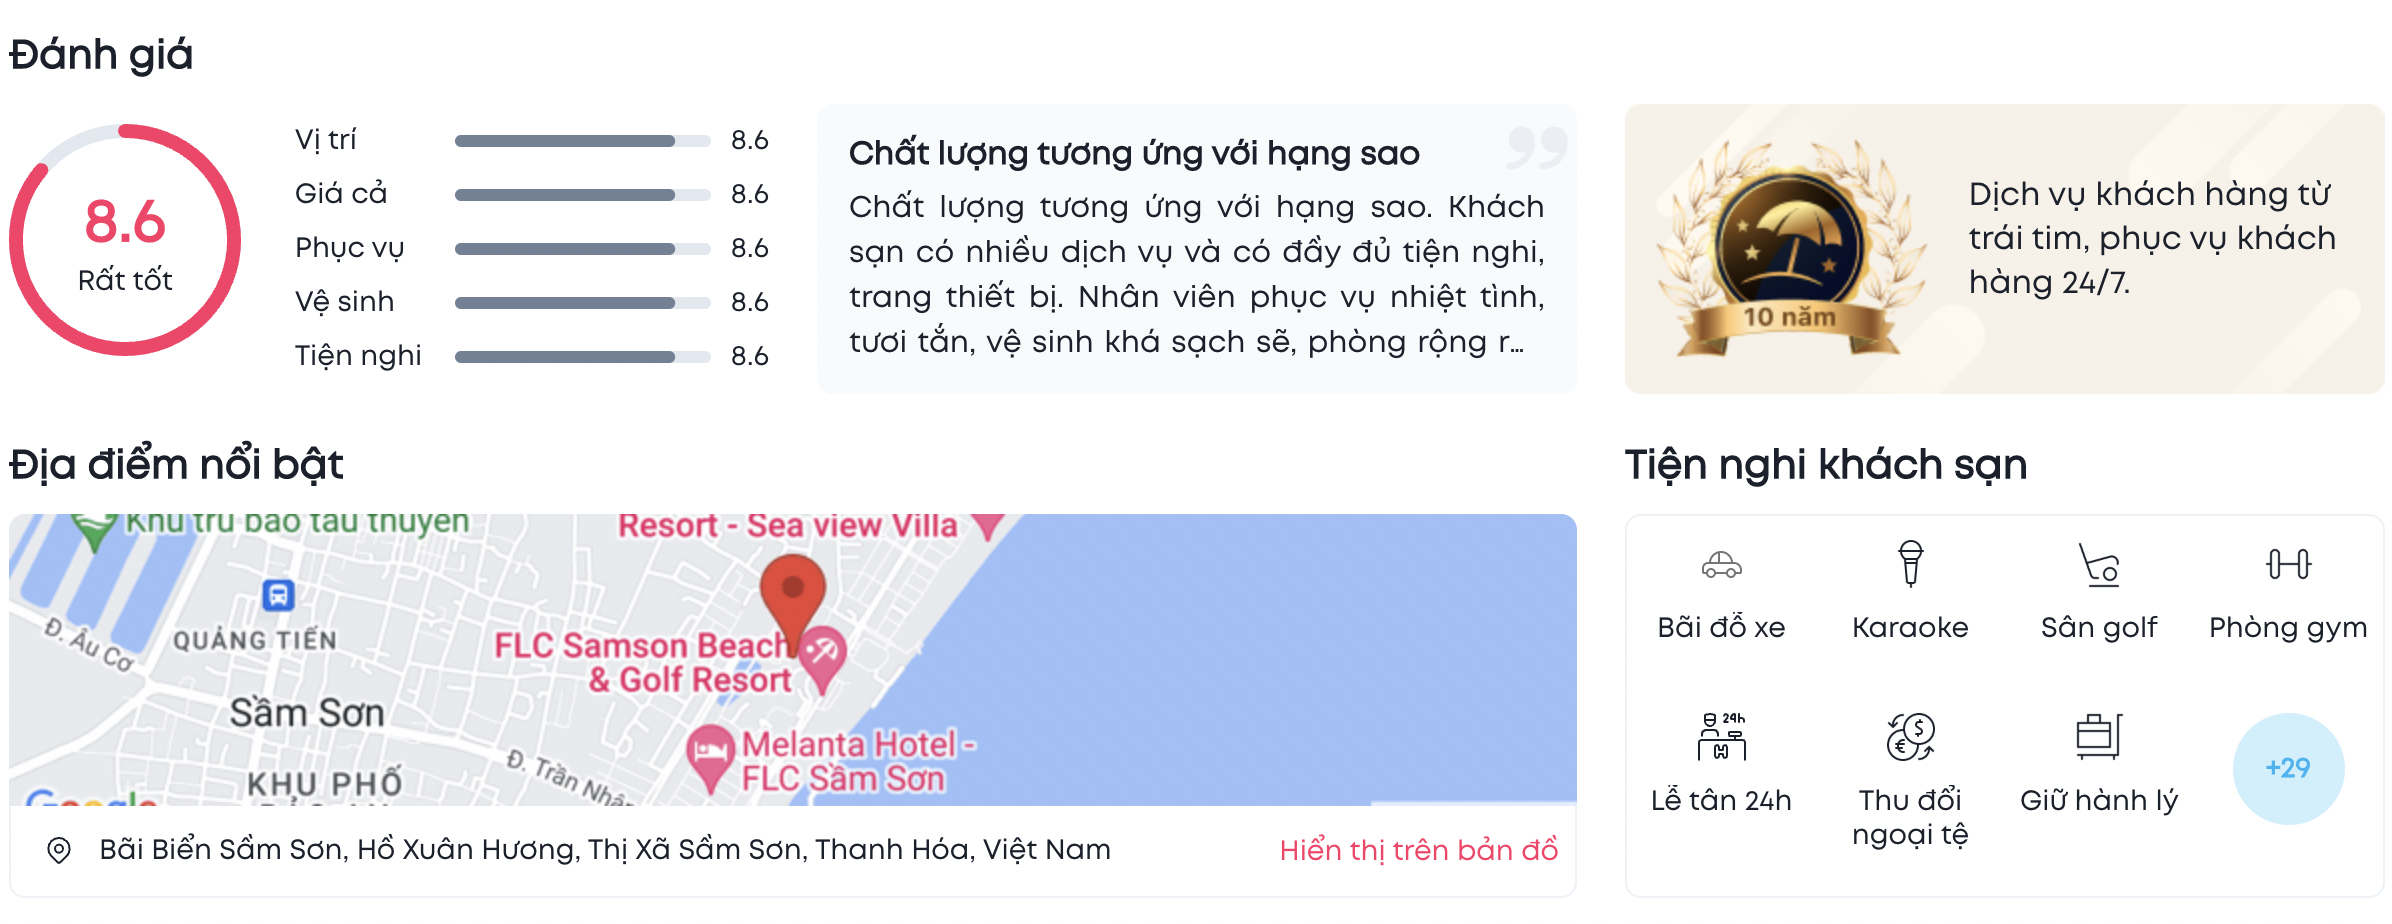 Đánh giá
8.6
Rất tốt
Vị trí 8.6
Giá cả 8.6
Phục vụ 8.6
Vệ sinh 8.6
Tiện nghi 8.6
Chất lượng tương ứng với hạng sao
Chất lượng tương ứng với hạng sao. Khách
sạn có nhiều dịch vụ và có đầy đủ tiện nghi,
trang thiết bị. Nhân viên phục vụ nhiệt tình,
tươi tắn, vệ sinh khá sạch sẽ, phòng rộng r...
10 năm
Dịch vụ khách hàng từ
trái tim, phục vụ khách
hàng 24/7.
Địa điểm nổi bật
Khu trú bão tàu thuyền
Resort - Sea view Villa
Đ. Âu Cơ
QUẢNG TIẾN
FLC Samson Beach
& Golf Resort
Sầm Sơn
Melanta Hotel -
FLC Sầm Sơn
Đ. Trần Nhân
KHU PHỐ
Google
Bãi Biển Sầm Sơn, Hồ Xuân Hương, Thị Xã Sầm Sơn, Thanh Hóa, Việt Nam
Hiển thị trên bản đồ
Tiện nghi khách sạn
Bãi đỗ xe
Karaoke
Sân golf
Phòng gym
24h
Lễ tân 24h
Thu đổi
ngoại tệ
Giữ hành lý
+29